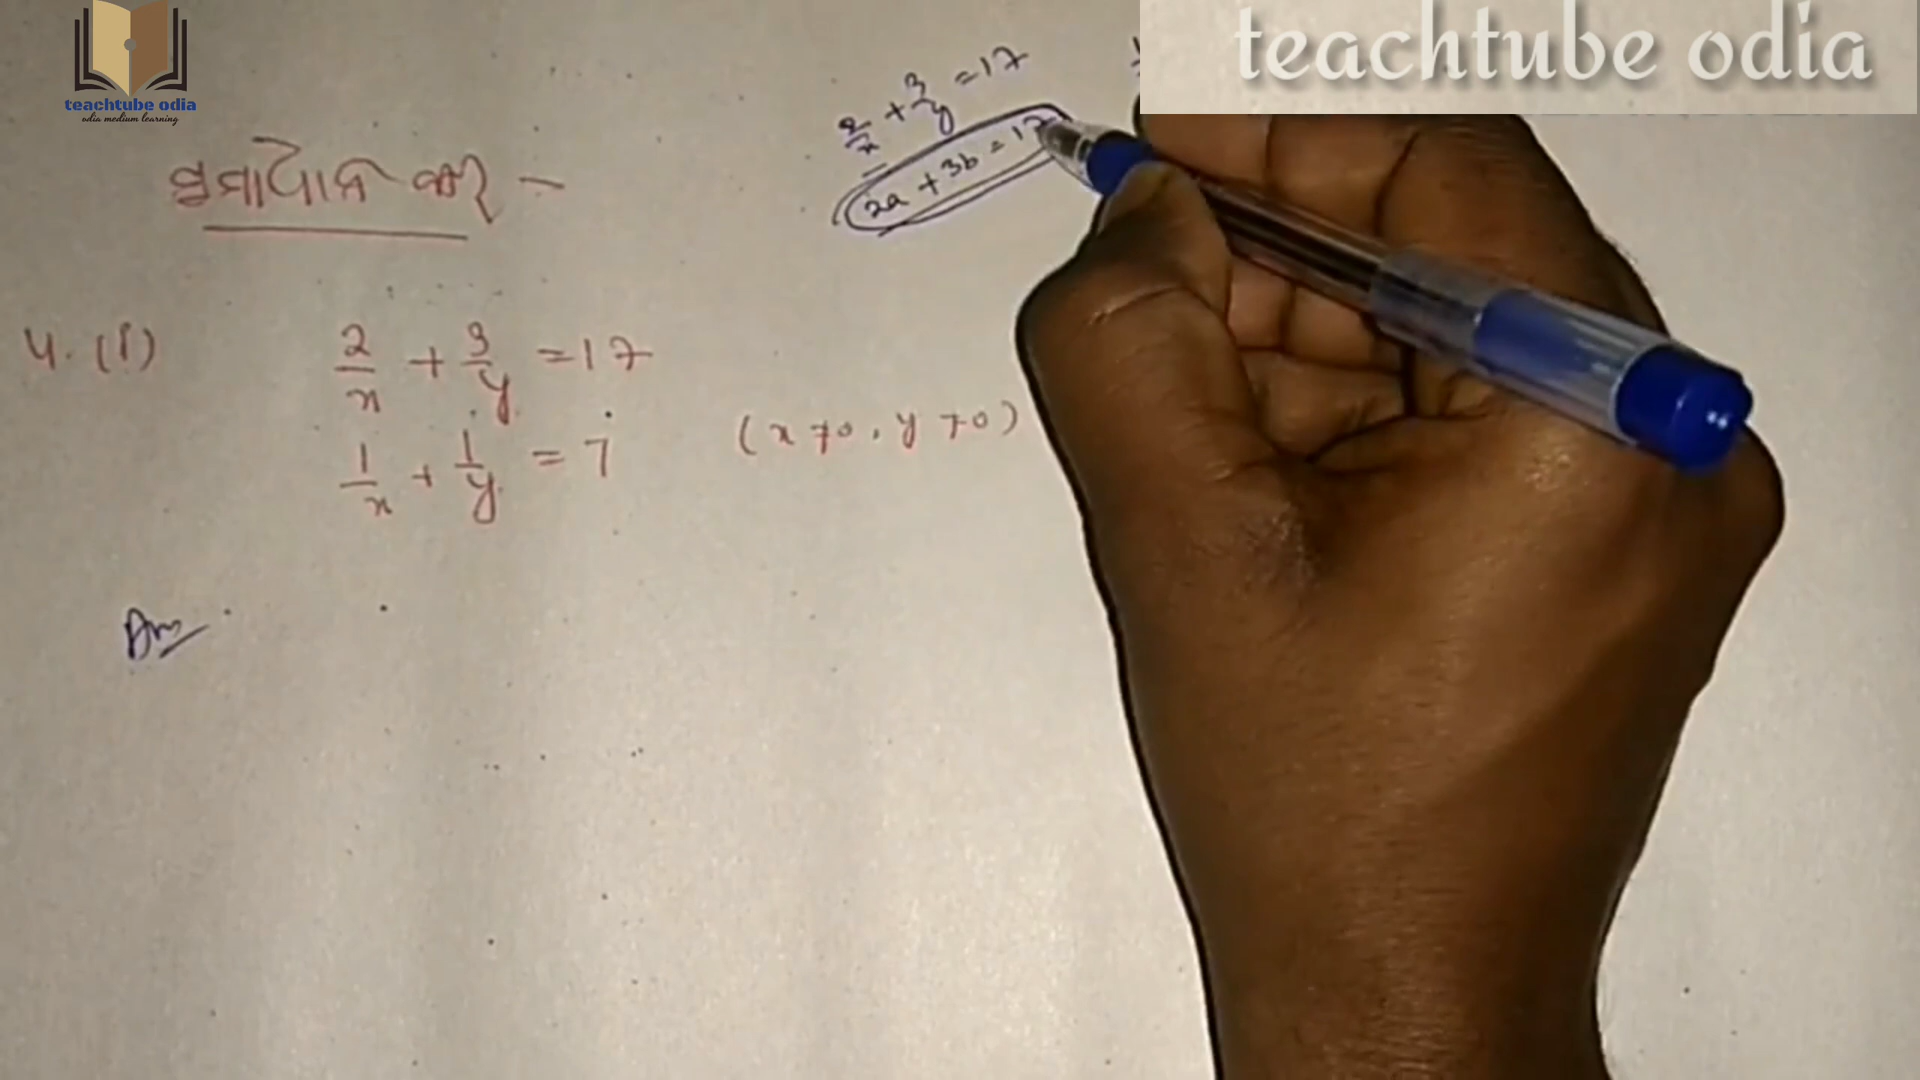 teachtube odia
teachtube odia
odia medium learning
ସମାଧାନ କର -
2/x + 3/y = 17
2a + 3b = 17
4. (i) 2/x + 3/y = 17
1/x + 1/y = 7 (x ≠ 0, y ≠ 0)
Ans